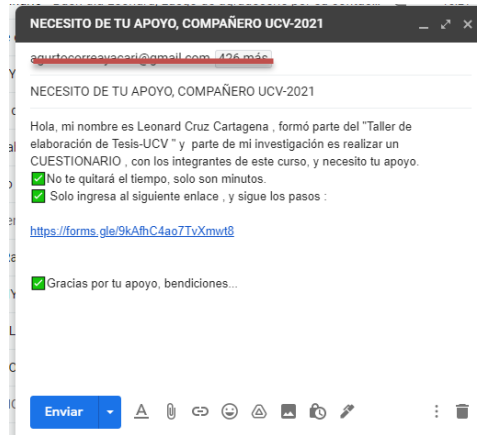 NECESITO DE TU APOYO, COMPAÑERO UCV-2021
agurtocorreayacari@gmail.com 426 más
NECESITO DE TU APOYO, COMPAÑERO UCV-2021
Hola, mi nombre es Leonard Cruz Cartagena , formó parte del "Taller de
elaboración de Tesis-UCV " y parte de mi investigación es realizar un
CUESTIONARIO , con los integrantes de este curso, y necesito tu apoyo.
✅No te quitará el tiempo, solo son minutos.
✅ Solo ingresa al siguiente enlace , y sigue los pasos :
https://forms.gle/9kAfhC4ao7TvXmwt8
✅Gracias por tu apoyo, bendiciones...
Enviar